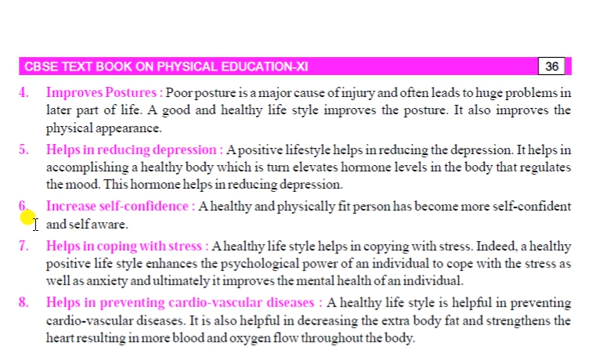 CBSE TEXT BOOK ON PHYSICAL EDUCATION-XI 36
4. Improves Postures : Poor posture is a major cause of injury and often leads to huge problems in
later part of life. A good and healthy life style improves the posture. It also improves the
physical appearance.
5. Helps in reducing depression : A positive lifestyle helps in reducing the depression. It helps in
accomplishing a healthy body which is turn elevates hormone levels in the body that regulates
the mood. This hormone helps in reducing depression.
6. Increase self-confidence : A healthy and physically fit person has become more self-confident
and self aware.
7. Helps in coping with stress : A healthy life style helps in copying with stress. Indeed, a healthy
positive life style enhances the psychological power of an individual to cope with the stress as
well as anxiety and ultimately it improves the mental health of an individual.
8. Helps in preventing cardio-vascular diseases : A healthy life style is helpful in preventing
cardio-vascular diseases. It is also helpful in decreasing the extra body fat and strengthens the
heart resulting in more blood and oxygen flow throughout the body.